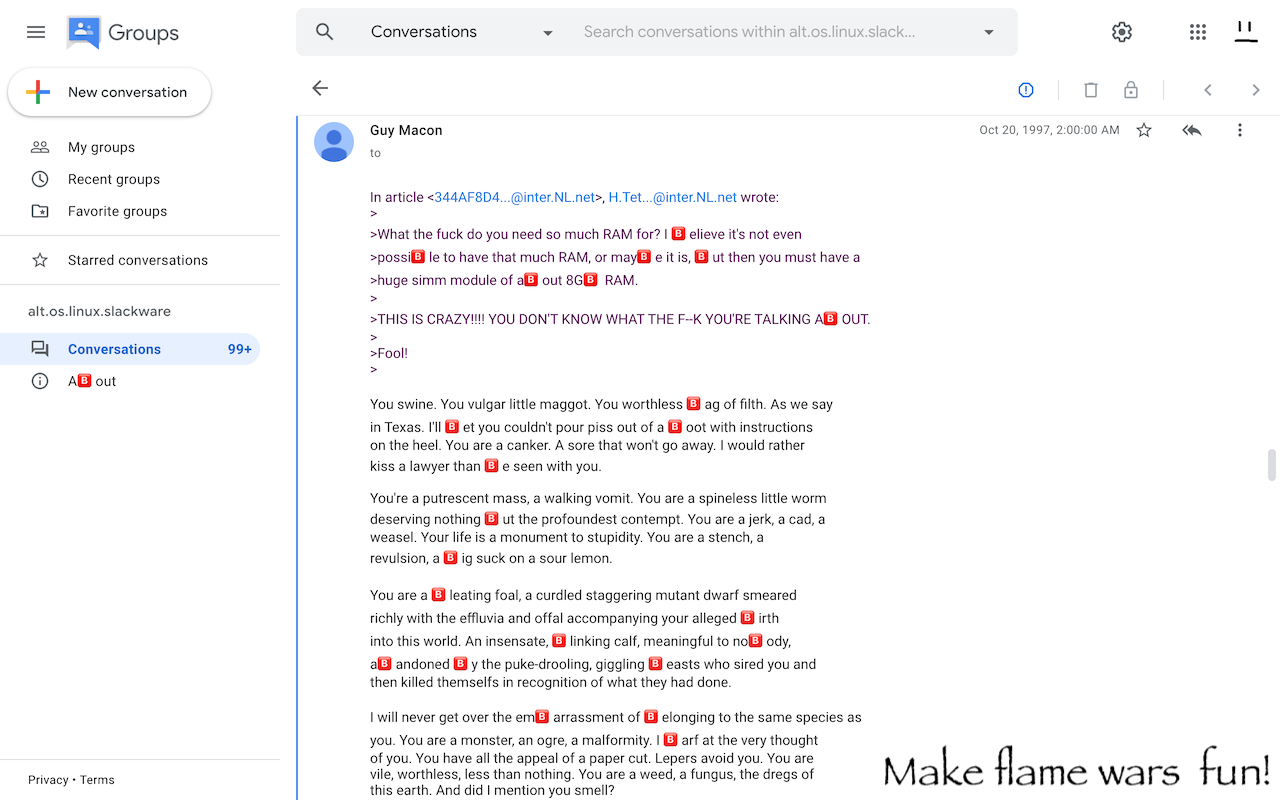 Groups
Conversations
Search conversations within alt.os.linux.slack...
New conversation
My groups
Recent groups
Favorite groups
Starred conversations
alt.os.linux.slackware
Conversations 99+
A🅱️ out
Privacy • Terms
Guy Macon
Oct 20, 1997, 2:00:00 AM
to
In article <344AF8D4...@inter.NL.net>, H.Tet...@inter.NL.net wrote:
>
>What the fuck do you need so much RAM for? I 🅱️ elieve it's not even
>possi🅱️ le to have that much RAM, or may🅱️ e it is, 🅱️ ut then you must have a
>huge simm module of a🅱️ out 8G🅱️ RAM.
>
>THIS IS CRAZY!!!! YOU DON'T KNOW WHAT THE F--K YOU'RE TALKING A🅱️ OUT.
>
>Fool!
>
You swine. You vulgar little maggot. You worthless 🅱️ ag of filth. As we say
in Texas. I'll 🅱️ et you couldn't pour piss out of a 🅱️ oot with instructions
on the heel. You are a canker. A sore that won't go away. I would rather
kiss a lawyer than 🅱️ e seen with you.
You're a putrescent mass, a walking vomit. You are a spineless little worm
deserving nothing 🅱️ ut the profoundest contempt. You are a jerk, a cad, a
weasel. Your life is a monument to stupidity. You are a stench, a
revulsion, a 🅱️ ig suck on a sour lemon.
You are a 🅱️ leating foal, a curdled staggering mutant dwarf smeared
richly with the effluvia and offal accompanying your alleged 🅱️ irth
into this world. An insensate, 🅱️ linking calf, meaningful to no🅱️ ody,
a🅱️ andoned 🅱️ y the puke-drooling, giggling 🅱️ easts who sired you and
then killed themselfs in recognition of what they had done.
I will never get over the em🅱️ arrassment of 🅱️ elonging to the same species as
you. You are a monster, an ogre, a malformity. I 🅱️ arf at the very thought
of you. You have all the appeal of a paper cut. Lepers avoid you. You are
vile, worthless, less than nothing. You are a weed, a fungus, the dregs of
this earth. And did I mention you smell?
Make flame wars fun!